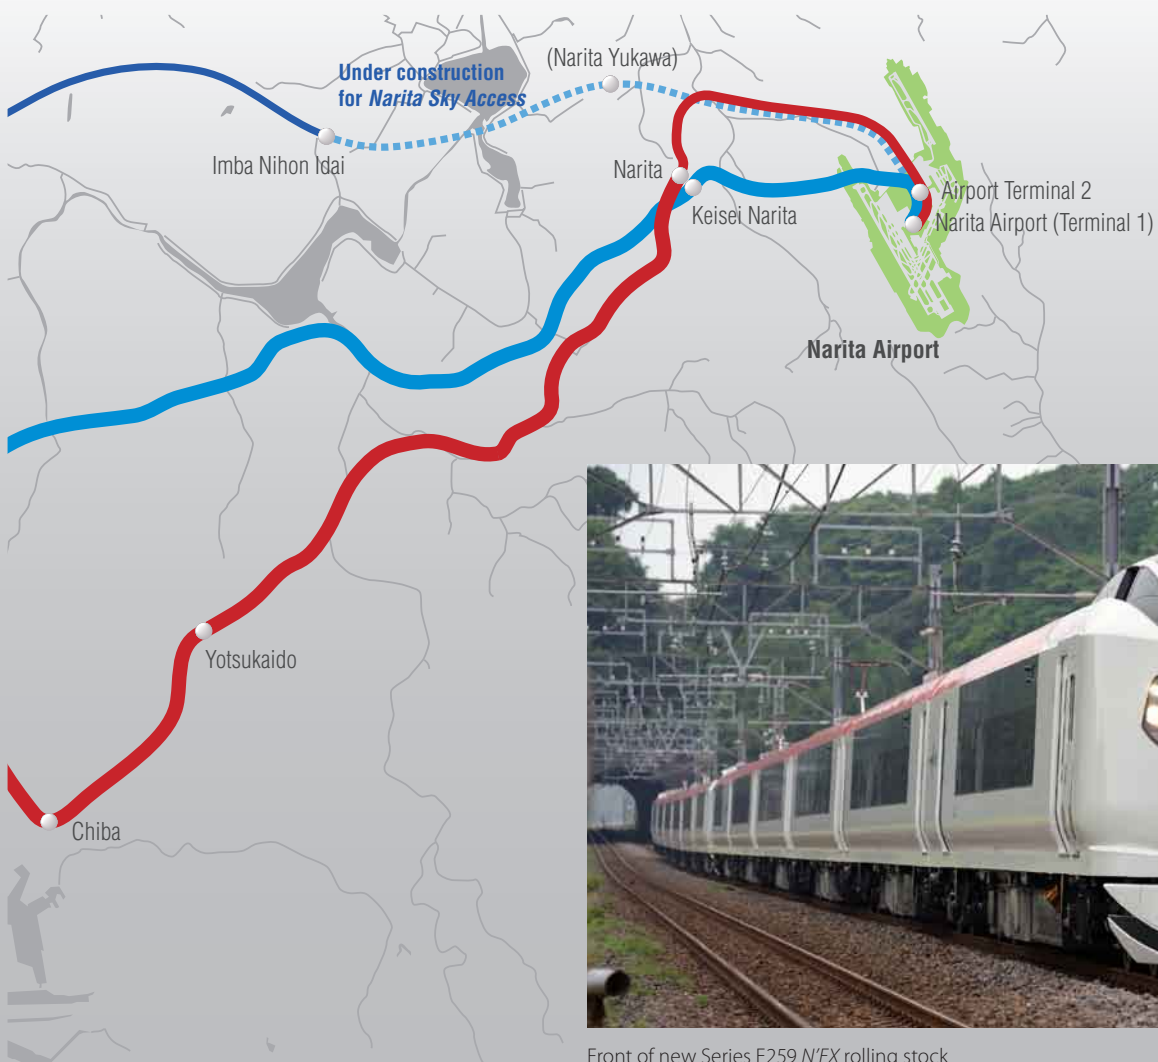 (Narita Yukawa)
Under construction
for Narita Sky Access
Imba Nihon Idai
Narita
Keisei Narita
Airport Terminal 2
Narita Airport (Terminal 1)
Narita Airport
Yotsukaido
Chiba
Front of new Series E259 N'EX rolling stock